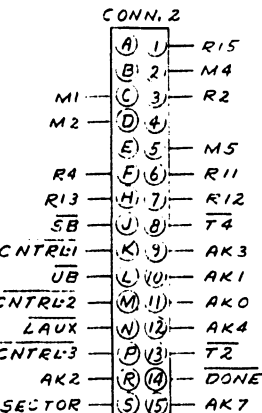 CONN. 2
A 1 R15
B 2 M4
M1 C 3 R2
M2 D 4
E 5 M5
R4 F 6 R11
R13 H 7 R12
SB J 8 T4
CNTRL1 K 9 AK3
UB L 10 AK1
CNTRL2 M 11 AK0
LAUX N 12 AK4
CNTRL3 P 13 T2
AK2 R 14 DONE
SECTOR S 15 AK7